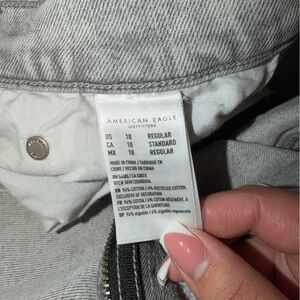 AMERICAN EAGLE
OUTFITTERS
US 10 REGULAR
CA 10 STANDARD
MX 10 REGULAR
MADE IN CHINA / FABRIQUÉ EN
CHINE / HECHO EN CHINA
94% COTTON / 6% RECYCLED COTTON,
EXCLUSIVE OF DECORATION
94% COTON / 6% COTON RÉGÉNÉRÉ, À
L'EXCEPTION DE LA GARNITURE
94% algodón / 6% algodón regenerado